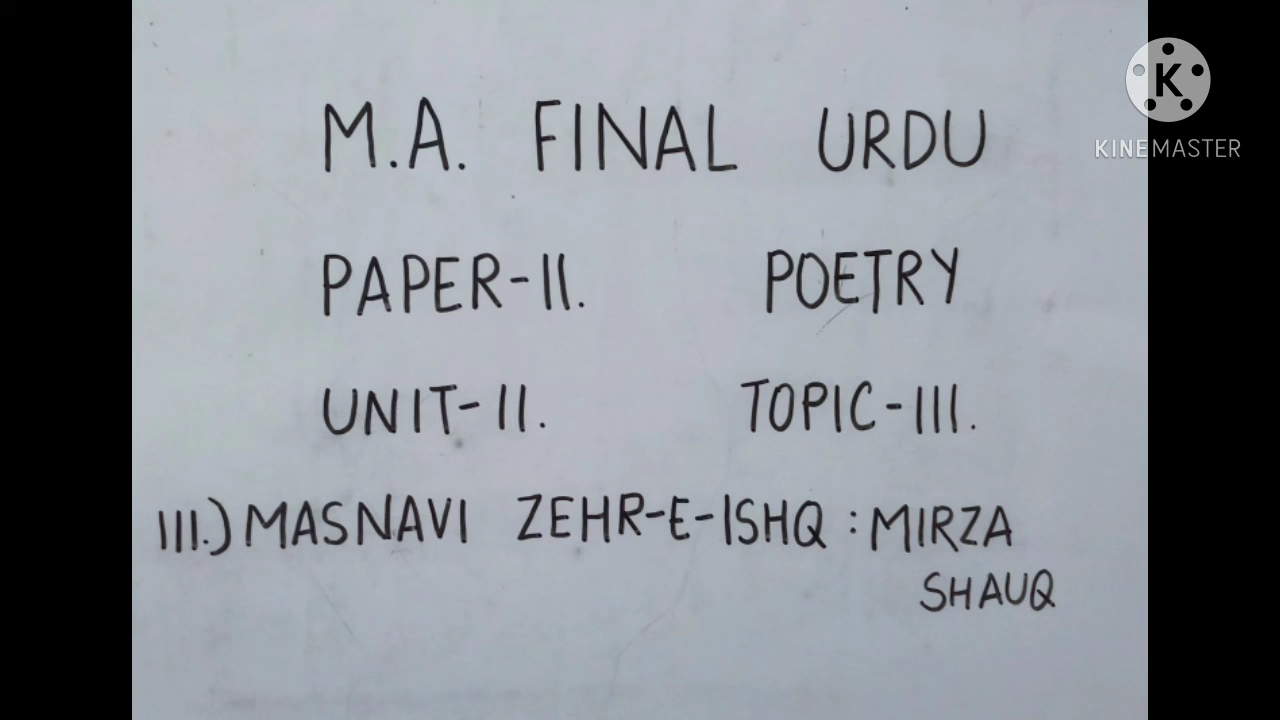 M.A. FINAL URDU
PAPER-II. POETRY
UNIT-II. TOPIC-III.
III.) MASNAVI ZEHR-E-ISHQ : MIRZA
SHAUQ
K
KINEMASTER